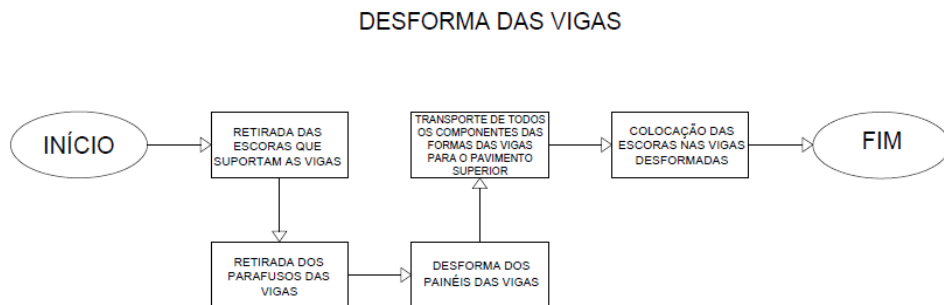 DESFORMA DAS VIGAS
INÍCIO
RETIRADA DAS
ESCORAS QUE
SUPORTAM AS VIGAS
RETIRADA DOS
PARAFUSOS DAS
VIGAS
DESFORMA DOS
PAINÉIS DAS VIGAS
TRANSPORTE DE TODOS
OS COMPONENTES DAS
FORMAS DAS VIGAS
PARA O PAVIMENTO
SUPERIOR
COLOCAÇÃO DAS
ESCORAS NAS VIGAS
DESFORMADAS
FIM